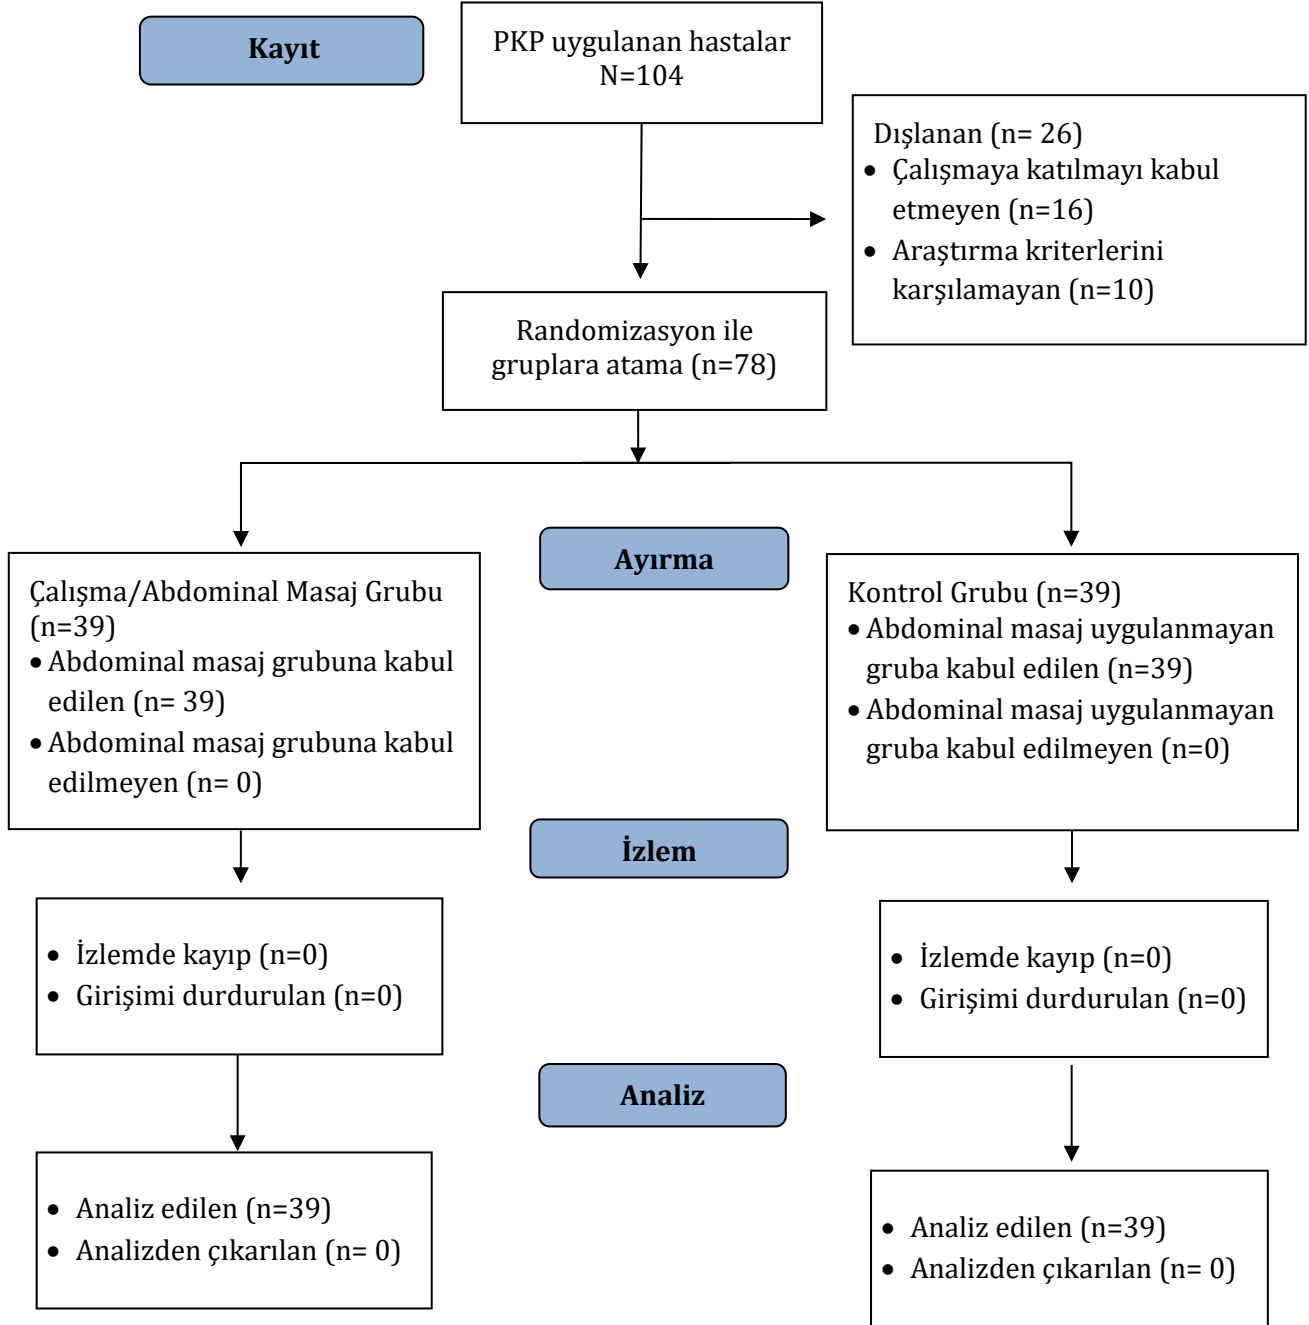 Kayıt
PKP uygulanan hastalar
N=104
Dışlanan (n= 26)
• Çalışmaya katılmayı kabul
etmeyen (n=16)
• Araştırma kriterlerini
karşılamayan (n=10)
Randomizasyon ile
gruplara atama (n=78)
Ayırma
Çalışma/Abdominal Masaj Grubu
(n=39)
• Abdominal masaj grubuna kabul
edilen (n= 39)
• Abdominal masaj grubuna kabul
edilmeyen (n= 0)
Kontrol Grubu (n=39)
• Abdominal masaj uygulanmayan
gruba kabul edilen (n=39)
• Abdominal masaj uygulanmayan
gruba kabul edilmeyen (n=0)
İzlem
• İzlemde kayıp (n=0)
• Girişimi durdurulan (n=0)
• İzlemde kayıp (n=0)
• Girişimi durdurulan (n=0)
Analiz
• Analiz edilen (n=39)
• Analizden çıkarılan (n= 0)
• Analiz edilen (n=39)
• Analizden çıkarılan (n= 0)